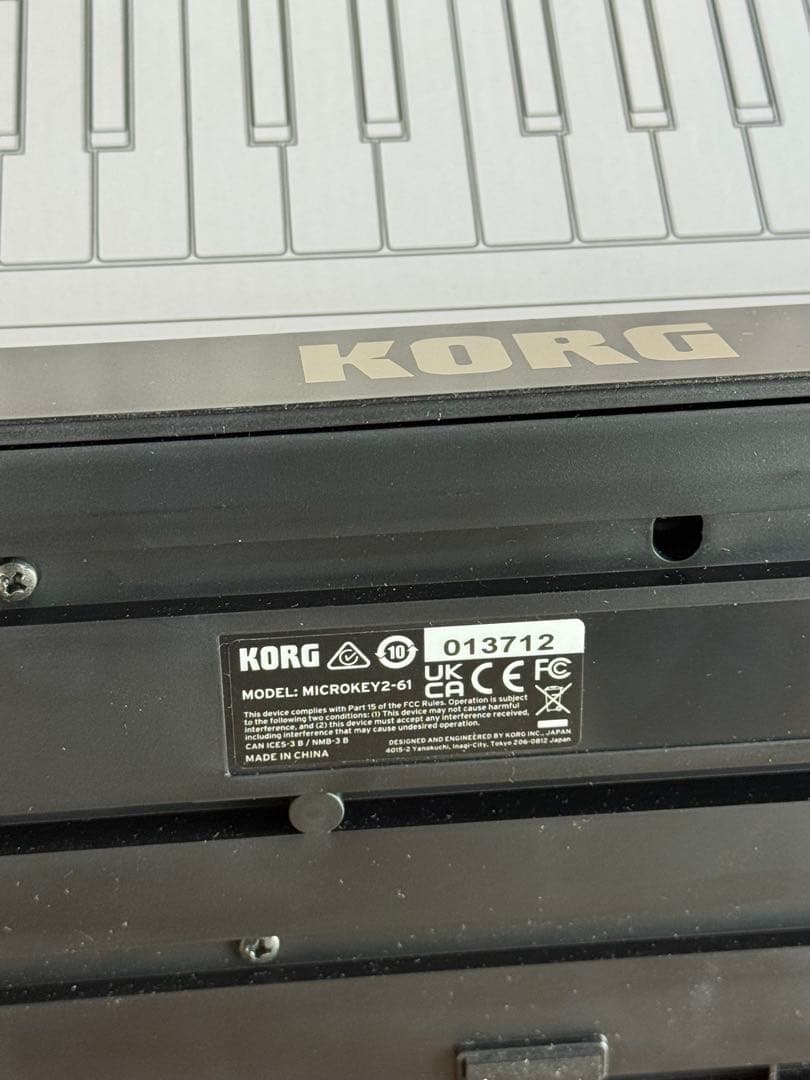 KORG
KORG 10 013712
MODEL: MICROKEY2-61 UK CA CE FC
This device complies with Part 15 of the FCC Rules. Operation is subject
to the following two conditions: (1) This device may not cause harmful
interference, and (2) this device must accept any interference received,
including interference that may cause undesired operation.
CAN ICES-3 B / NMB-3 B
DESIGNED AND ENGINEERED BY KORG INC., JAPAN
MADE IN CHINA
4015-2 Yanokuchi, Inagi-City, Tokyo 206-0812 Japan